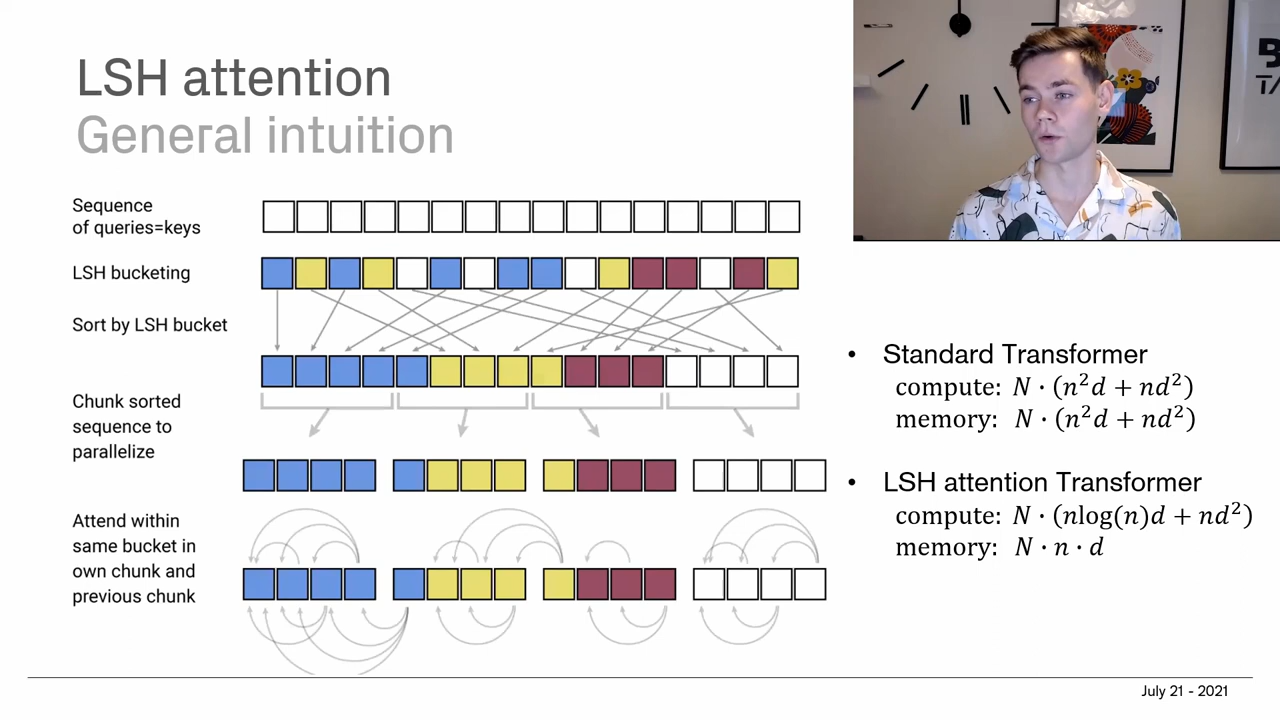 LSH attention
General intuition
Sequence
of queries=keys
LSH bucketing
Sort by LSH bucket
Chunk sorted
sequence to
parallelize
Attend within
same bucket in
own chunk and
previous chunk
• Standard Transformer
compute: N · (n²d + nd²)
memory: N · (n²d + nd²)
• LSH attention Transformer
compute: N · (nlog(n)d + nd²)
memory: N · n · d
July 21 - 2021